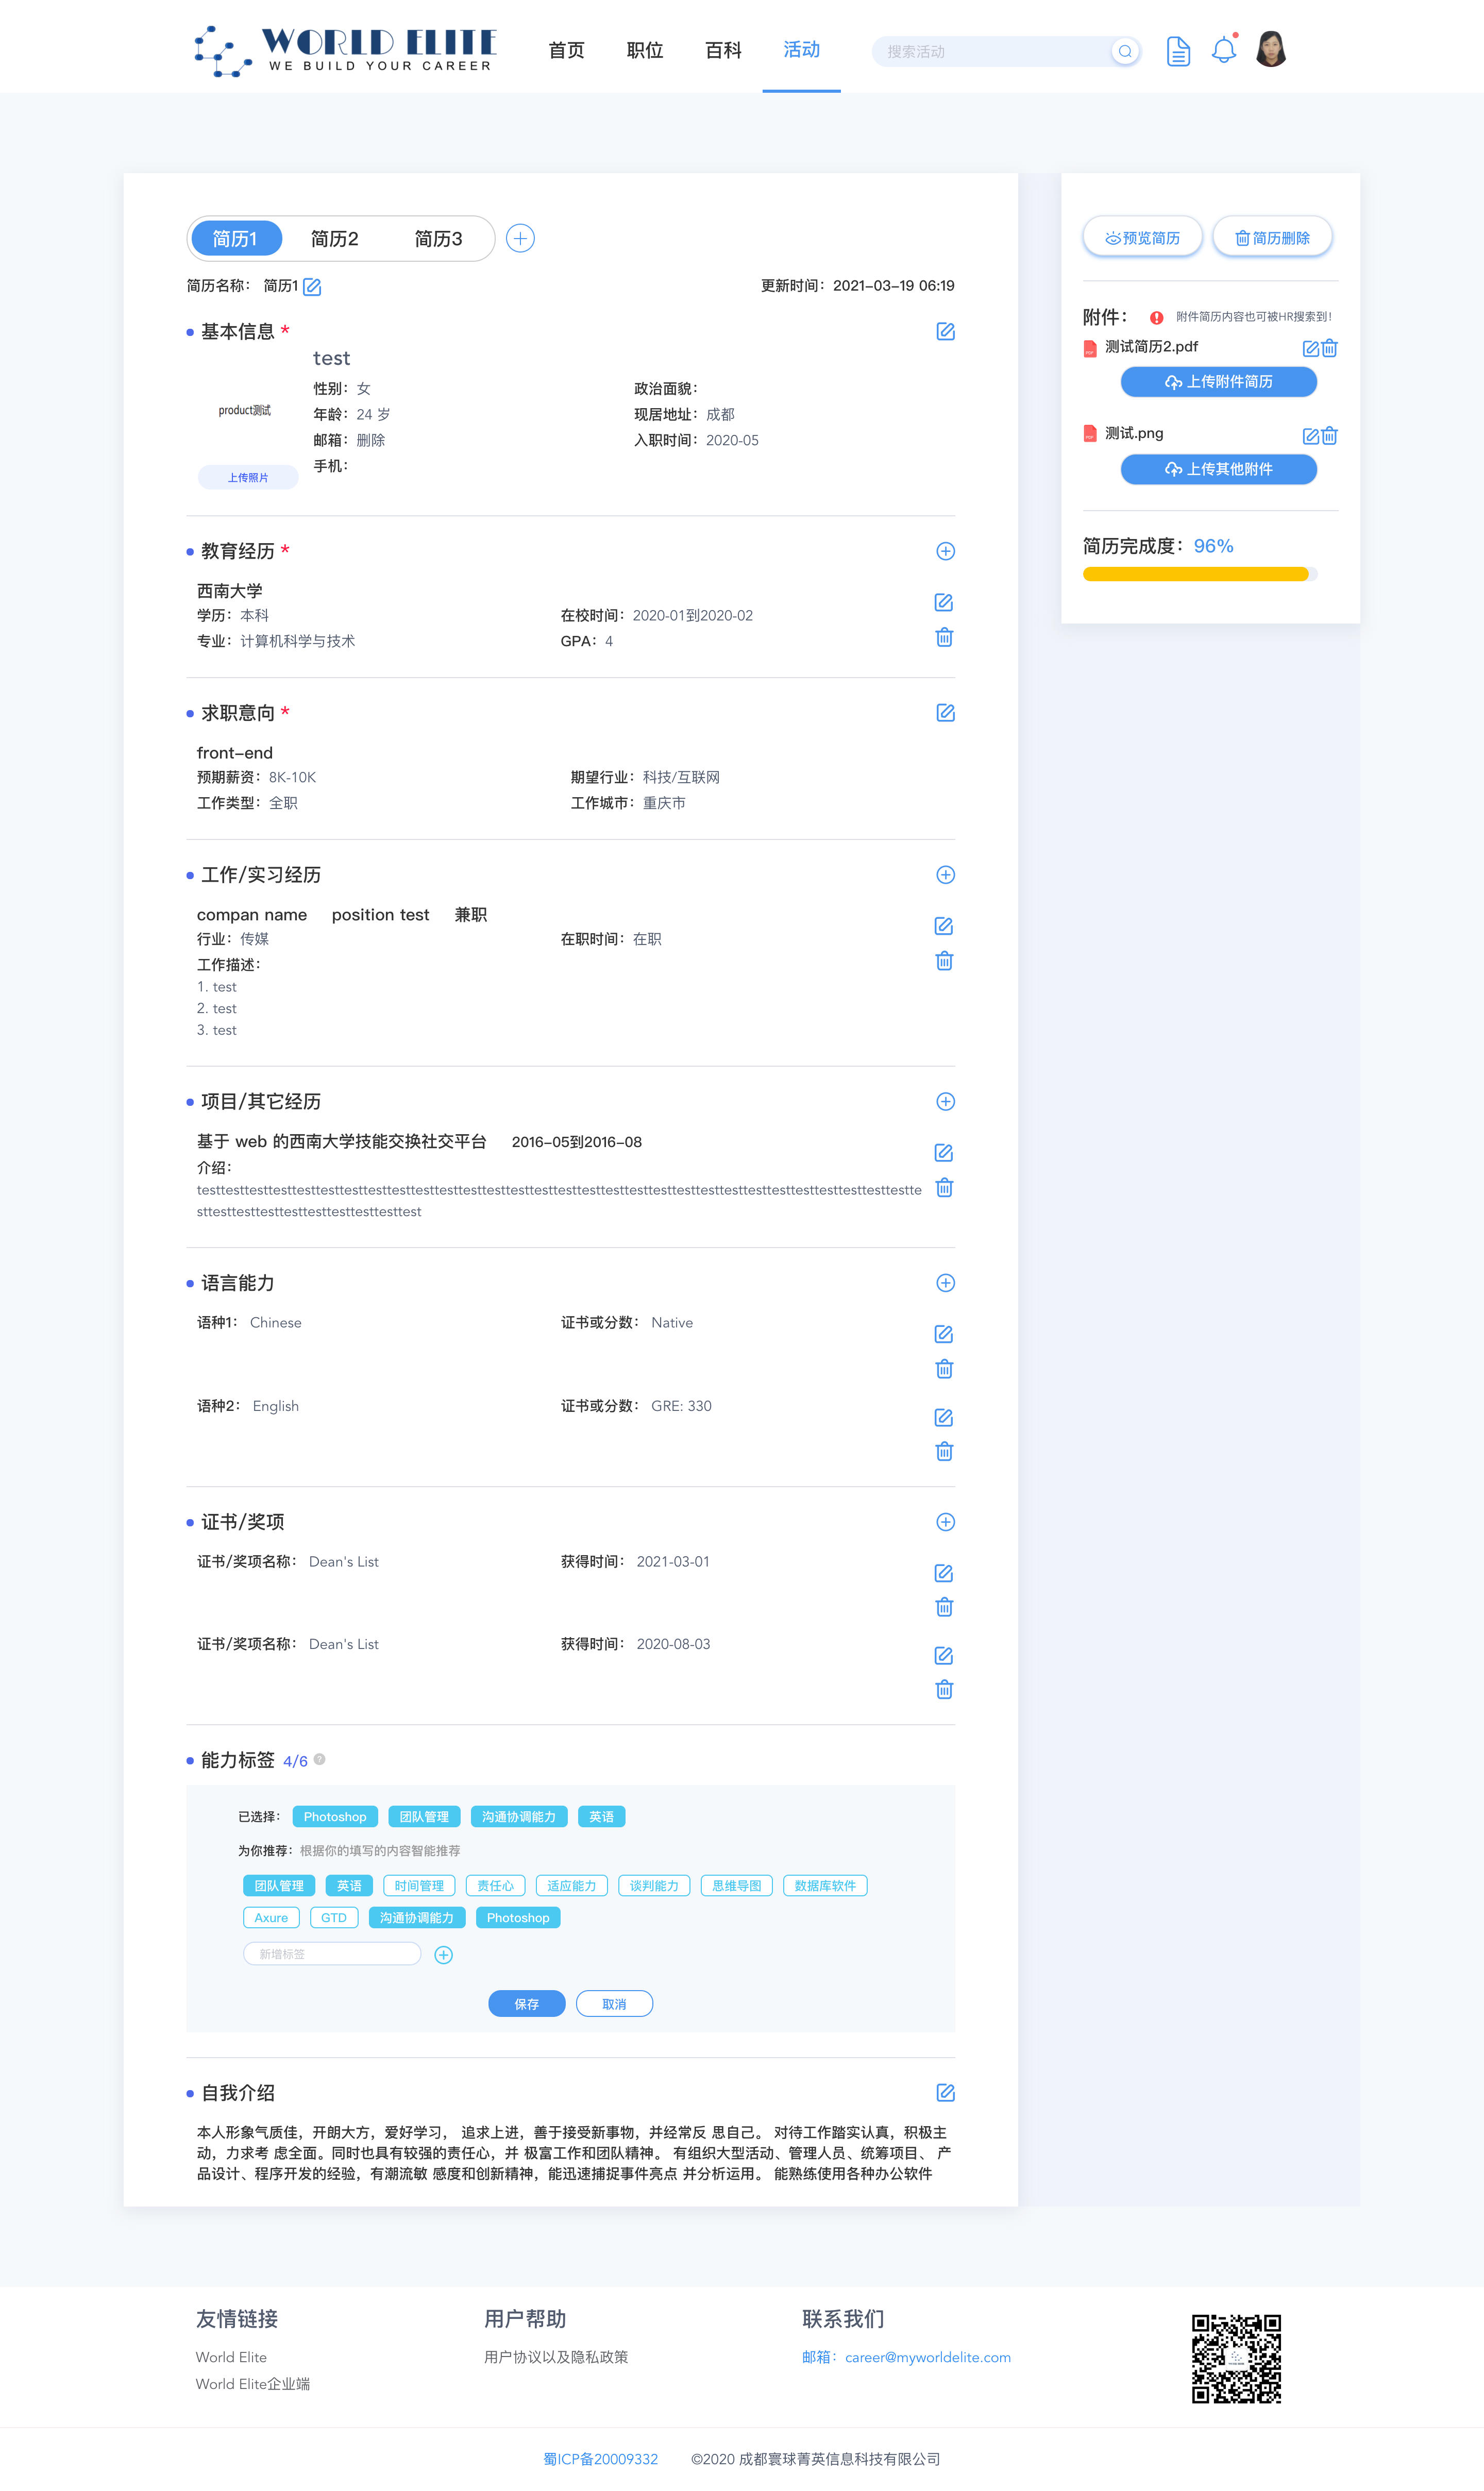 WORLD ELITE
WE BUILD YOUR CAREER
首页 职位 百科 活动
搜索活动
简历1 简历2 简历3
简历名称： 简历1
更新时间：2021-03-19 06:19
基本信息 *
test
product测试
上传照片
性别：女
政治面貌：
年龄：24 岁
现居地址：成都
邮箱：删除
入职时间：2020-05
手机：
教育经历 *
西南大学
学历：本科
在校时间：2020-01到2020-02
专业：计算机科学与技术
GPA：4
求职意向 *
front-end
预期薪资：8K-10K
期望行业：科技/互联网
工作类型：全职
工作城市：重庆市
工作/实习经历
compan name position test 兼职
行业：传媒
在职时间：在职
工作描述：
1. test
2. test
3. test
项目/其它经历
基于 web 的西南大学技能交换社交平台 2016-05到2016-08
介绍：
testtesttesttesttesttesttesttesttesttesttesttesttesttesttesttesttesttesttesttesttesttesttesttesttesttesttesttesttesttestte
sttesttesttesttesttesttesttesttesttest
语言能力
语种1： Chinese
证书或分数： Native
语种2： English
证书或分数： GRE: 330
证书/奖项
证书/奖项名称： Dean's List
获得时间： 2021-03-01
证书/奖项名称： Dean's List
获得时间： 2020-08-03
能力标签 4/6 ?
已选择： Photoshop 团队管理 沟通协调能力 英语
为你推荐：根据你的填写的内容智能推荐
团队管理 英语 时间管理 责任心 适应能力 谈判能力 思维导图 数据库软件
Axure GTD 沟通协调能力 Photoshop
新增标签
保存 取消
自我介绍
本人形象气质佳，开朗大方，爱好学习， 追求上进，善于接受新事物，并经常反 思自己。 对待工作踏实认真，积极主
动，力求考 虑全面。同时也具有较强的责任心，并 极富工作和团队精神。 有组织大型活动、管理人员、统筹项目、 产
品设计、程序开发的经验，有潮流敏 感度和创新精神，能迅速捕捉事件亮点 并分析运用。 能熟练使用各种办公软件
预览简历 简历删除
附件： 附件简历内容也可被HR搜索到！
测试简历2.pdf
上传附件简历
测试.png
上传其他附件
简历完成度：96%
友情链接
World Elite
World Elite企业端
用户帮助
用户协议以及隐私政策
联系我们
邮箱：career@myworldelite.com
蜀ICP备20009332 ©2020 成都寰球菁英信息科技有限公司